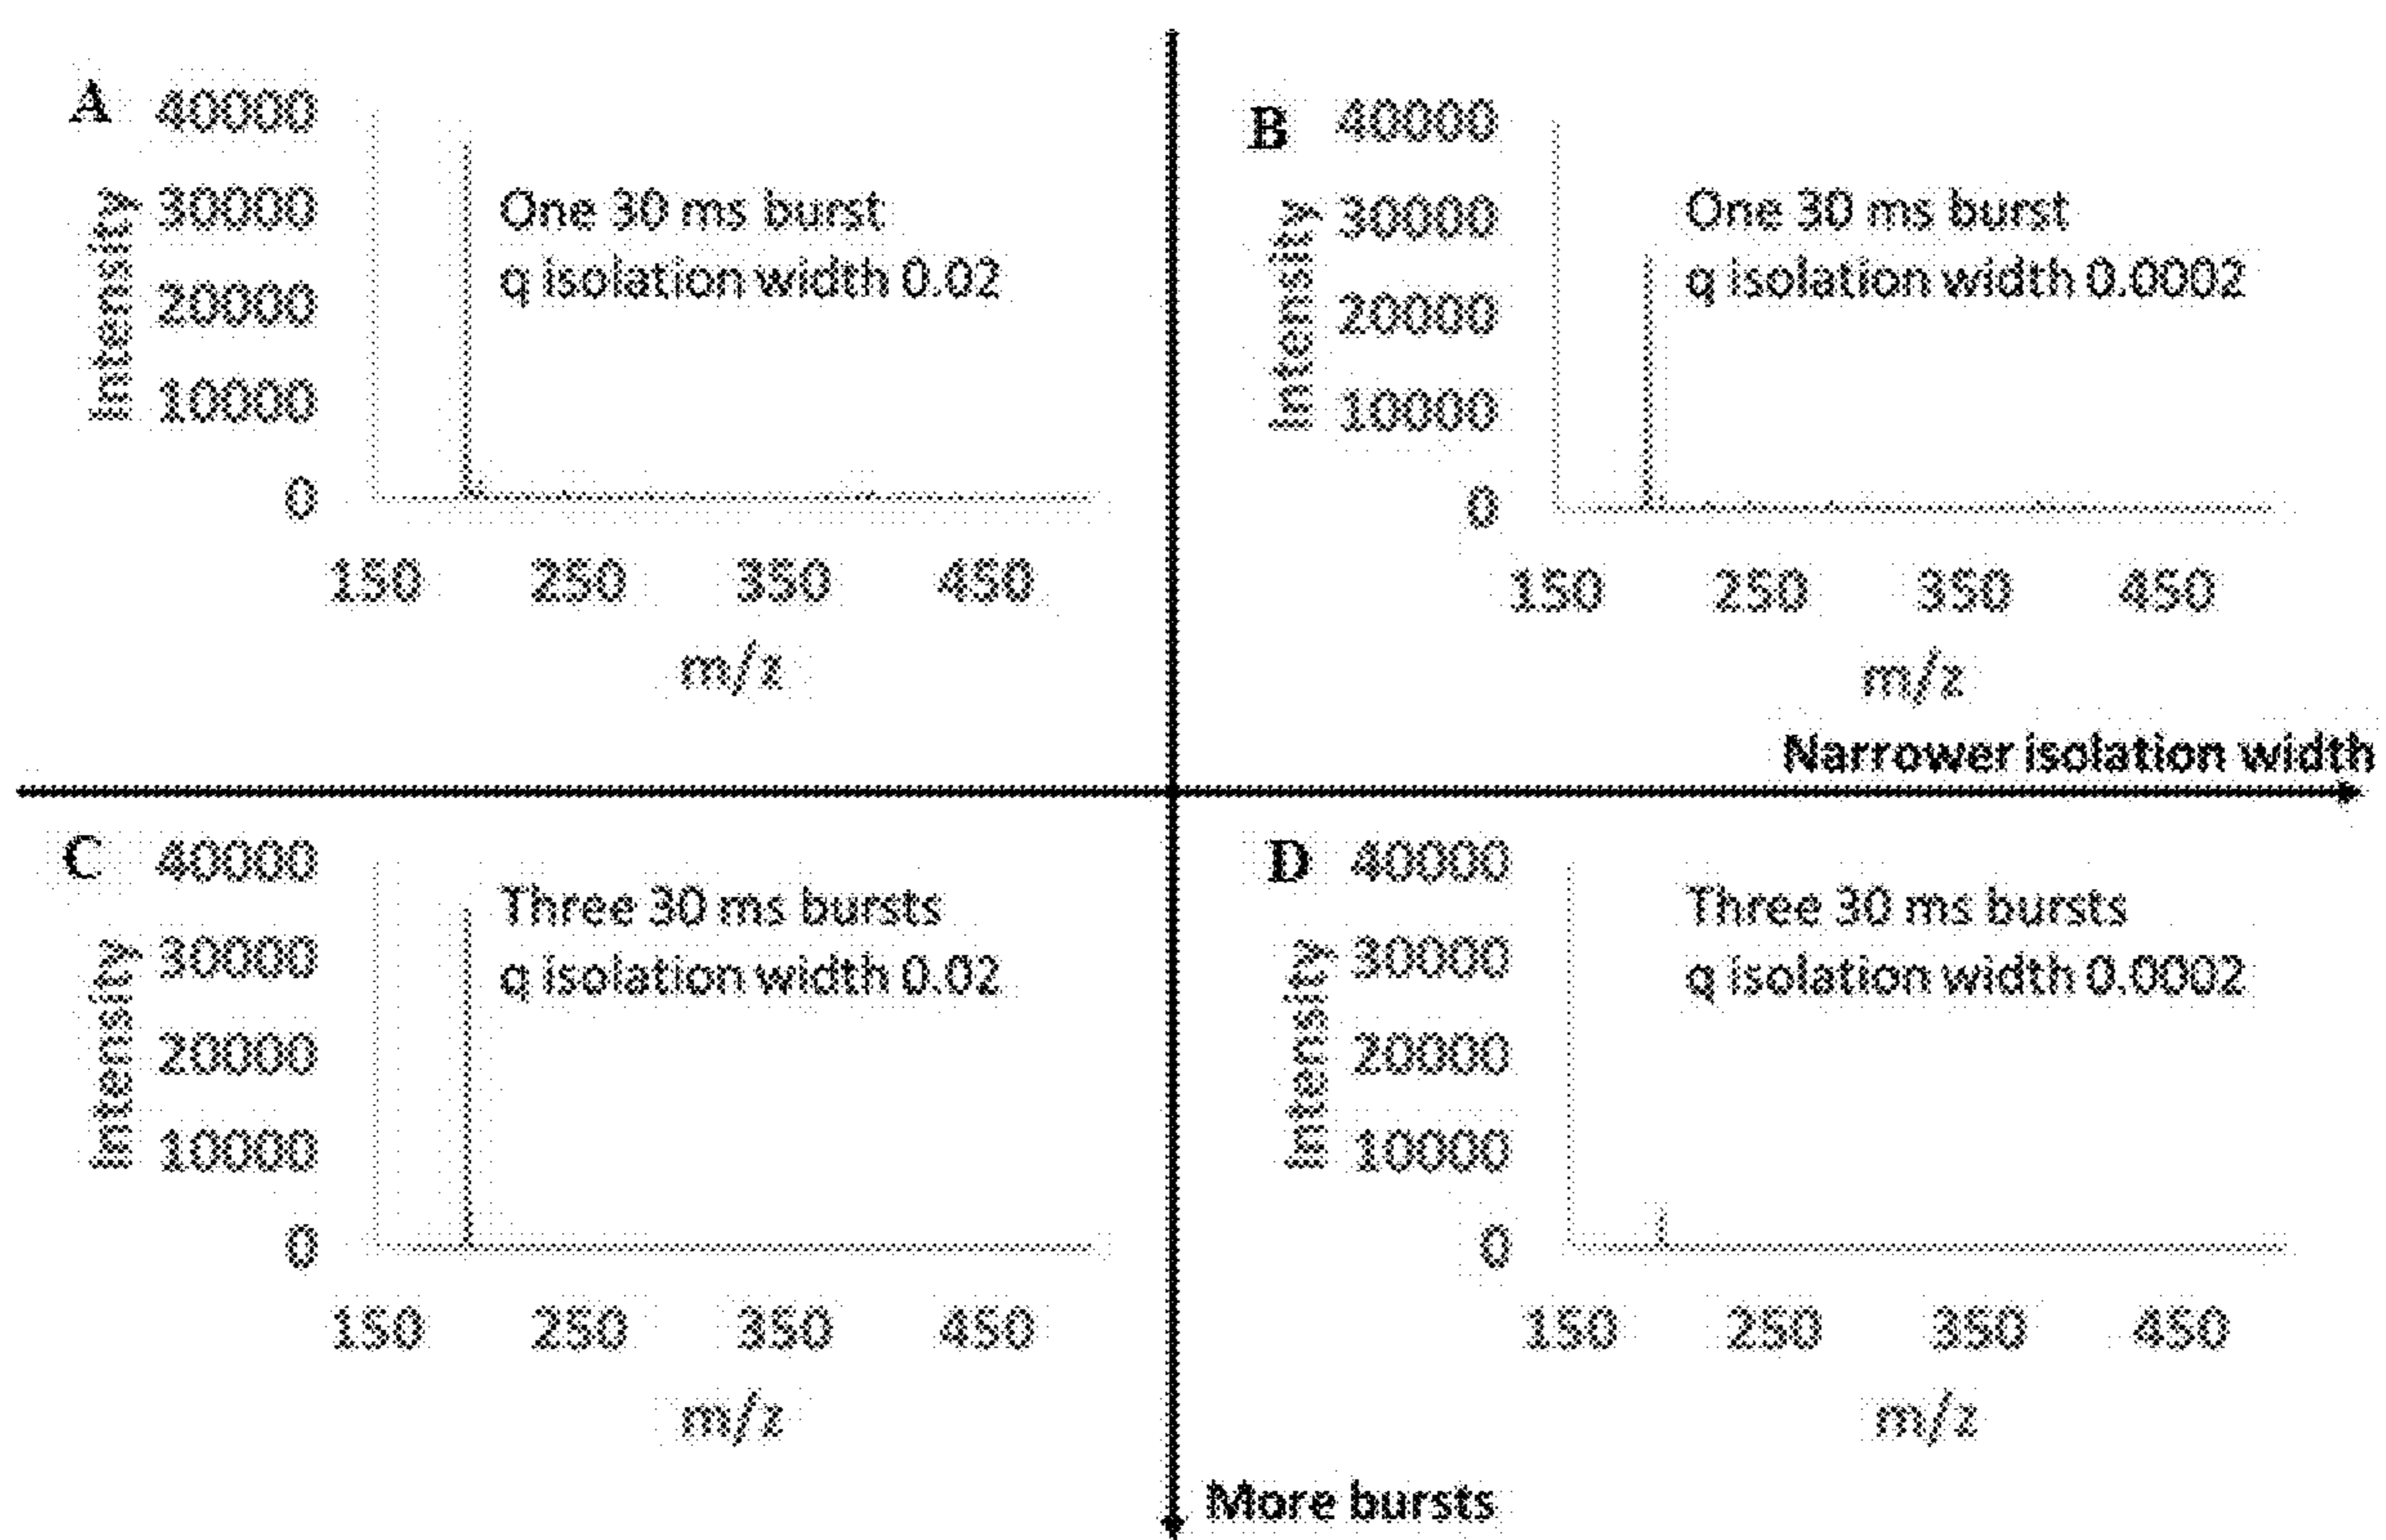 A
40000
30000
20000
10000
0
Intensity
One 30 ms burst
q isolation width 0.02
150 250 350 450
m/z
B
40000
30000
20000
10000
0
Intensity
One 30 ms burst
q isolation width 0.0002
150 250 350 450
m/z
Narrower isolation width
C
40000
30000
20000
10000
0
Intensity
Three 30 ms bursts
q isolation width 0.02
150 250 350 450
m/z
D
40000
30000
20000
10000
0
Intensity
Three 30 ms bursts
q isolation width 0.0002
150 250 350 450
m/z
More bursts